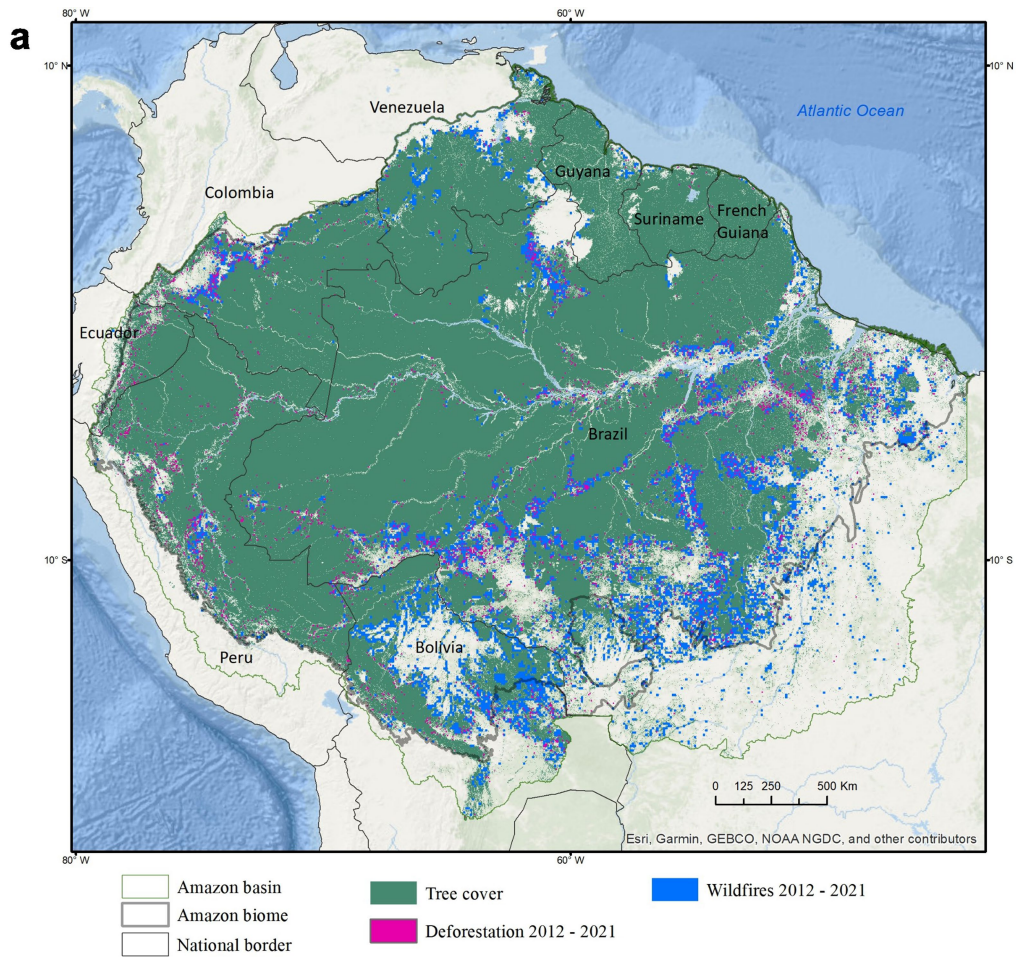 a
80° W
60° W
10° N
10° N
Venezuela
Atlantic Ocean
Guyana
Colombia
Suriname
French
Guiana
Ecuador
Brazil
10° S
10° S
Bolivia
Peru
0 125 250 500 Km
Esri, Garmin, GEBCO, NOAA NGDC, and other contributors
80° W
60° W
Amazon basin
Tree cover
Wildfires 2012 - 2021
Amazon biome
Deforestation 2012 - 2021
National border